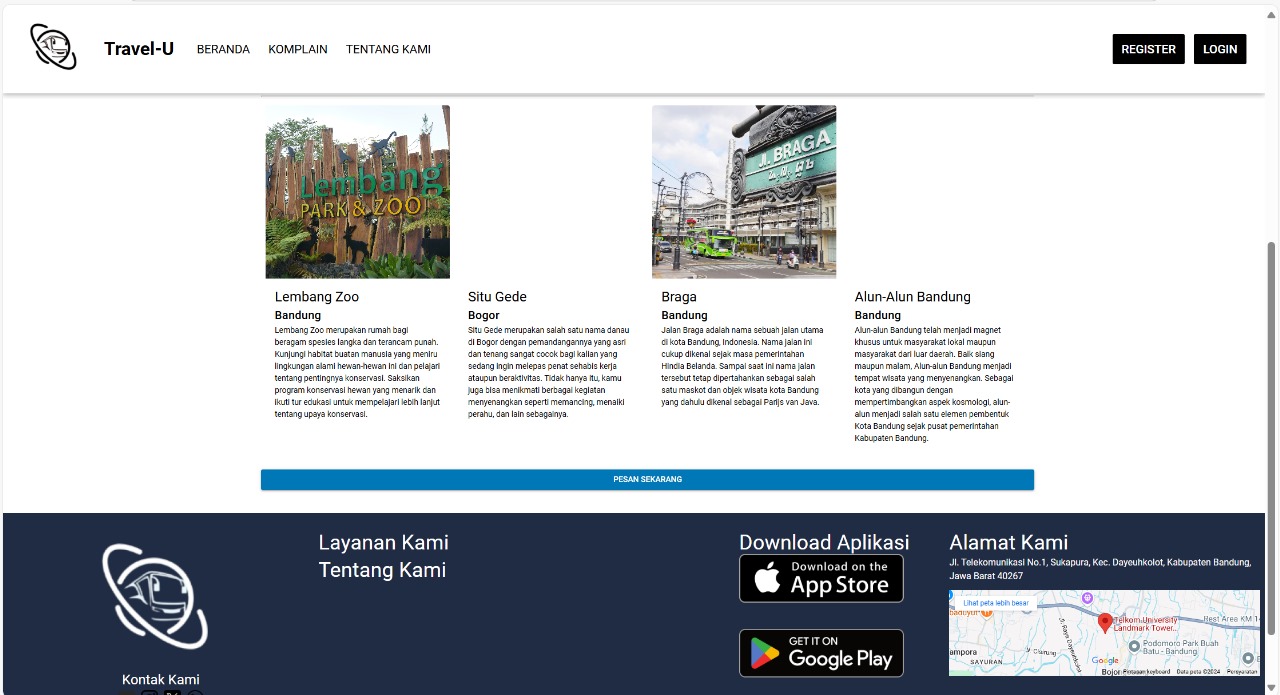 Travel-U
BERANDA
KOMPLAIN
TENTANG KAMI
REGISTER
LOGIN
Lembang
PARK & ZOO
JL. BRAGA
Lembang Zoo
Bandung
Lembang Zoo merupakan rumah bagi
beragam spesies langka dan terancam punah.
Kunjungi habitat buatan manusia yang meniru
lingkungan alami hewan-hewan ini dan pelajari
tentang pentingnya konservasi. Saksikan
program konservasi hewan yang menarik dan
ikuti tur edukasi untuk mempelajari lebih lanjut
tentang upaya konservasi.
Situ Gede
Bogor
Situ Gede merupakan salah satu nama danau
di Bogor dengan pemandangannya yang asri
dan tenang sangat cocok bagi kalian yang
sedang ingin melepas penat sehabis kerja
ataupun beraktivitas. Tidak hanya itu, kamu
juga bisa menikmati berbagai kegiatan
menyenangkan seperti memancing, menaiki
perahu, dan lain sebagainya.
Braga
Bandung
Jalan Braga adalah nama sebuah jalan utama
di kota Bandung, Indonesia. Nama jalan ini
cukup dikenal sejak masa pemerintahan
Hindia Belanda. Sampai saat ini nama jalan
tersebut tetap dipertahankan sebagai salah
satu maskot dan objek wisata kota Bandung
yang dahulu dikenal sebagai Parijs van Java.
Alun-Alun Bandung
Bandung
Alun-alun Bandung telah menjadi magnet
khusus untuk masyarakat lokal maupun
masyarakat dari luar daerah. Baik siang
maupun malam, Alun-alun Bandung menjadi
tempat wisata yang menyenangkan. Sebagai
kota yang dibangun dengan
mempertimbangkan aspek kosmologi, alun-
alun menjadi salah satu elemen pembentuk
Kota Bandung sejak pusat pemerintahan
Kabupaten Bandung.
PESAN SEKARANG
Kontak Kami
Layanan Kami
Tentang Kami
Download Aplikasi
Download on the
App Store
GET IT ON
Google Play
Alamat Kami
Jl. Telekomunikasi No.1, Sukapura, Kec. Dayeuhkolot, Kabupaten Bandung,
Jawa Barat 40267
Lihat peta lebih besar
Telkom University
Landmark Tower...
Rest Area KM 1
Jl. Raya Dayeuhkolot
Podomoro Park Buah
Batu - Bandung
ampora
SAYURAN
Ci Curung
Google
Bojon
Pintasan keyboard
Data peta ©2024
Persyaratan